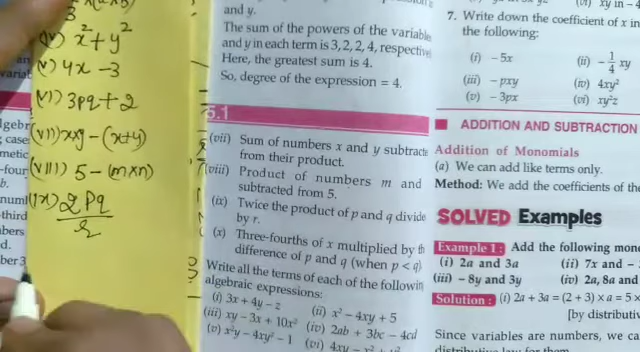 (iv) x² + y²
(v) 4x - 3
(vi) 3pq + 2
(vii) xxy - (x+y)
(viii) 5 - (m×n)
(ix) 2pq
r
and y.
The sum of the powers of the variable
and y in each term is 3, 2, 2, 4, respective
Here, the greatest sum is 4.
So, degree of the expression = 4.
5.1
(vii) Sum of numbers x and y subtracte
from their product.
(viii) Product of numbers m and
subtracted from 5.
(ix) Twice the product of p and q divide
by r.
(x) Three-fourths of x multiplied by th
difference of p and q (when p < q)
Write all the terms of each of the followin
algebraic expressions:
(i) 3x + 4y - z
(ii) x² - 4xy + 5
(iii) xy - 3x + 10x²
(iv) 2ab + 3bc - 4cd
(v) x²y - 4xy² - 1
(vi)
7. Write down the coefficient of x in
the following:
(i) - 5x
(ii) - 1/4 xy
(iii) - pxy
(iv) 4xy²
(v) - 3px
(vi) xy²z
ADDITION AND SUBTRACTION
Addition of Monomials
(a) We can add like terms only.
Method: We add the coefficients of the
SOLVED Examples
Example 1 : Add the following mon
(i) 2a and 3a
(ii) 7x and -
(iii) - 8y and 3y
(iv) 2a, 8a and
Solution : (i) 2a + 3a = (2 + 3) × a = 5 ×
[by distributiv
Since variables are numbers, we ca